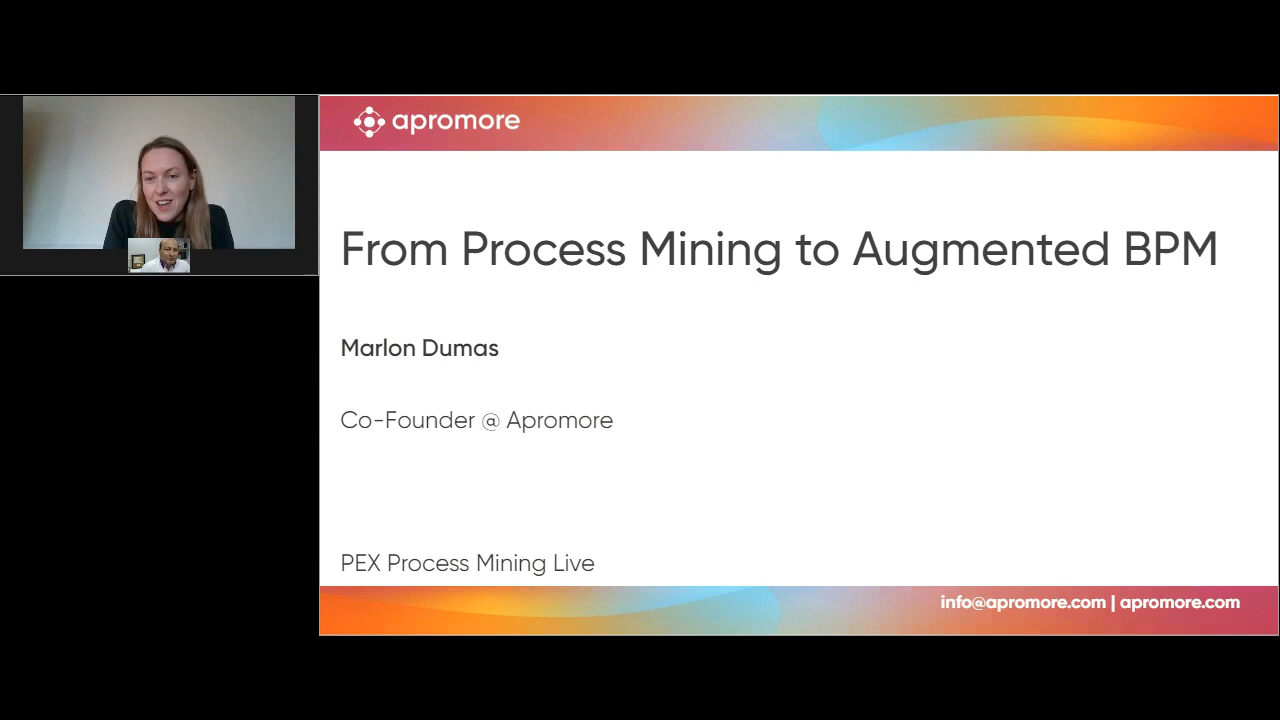 apromore
From Process Mining to Augmented BPM
Marlon Dumas
Co-Founder @ Apromore
PEX Process Mining Live
info@apromore.com | apromore.com